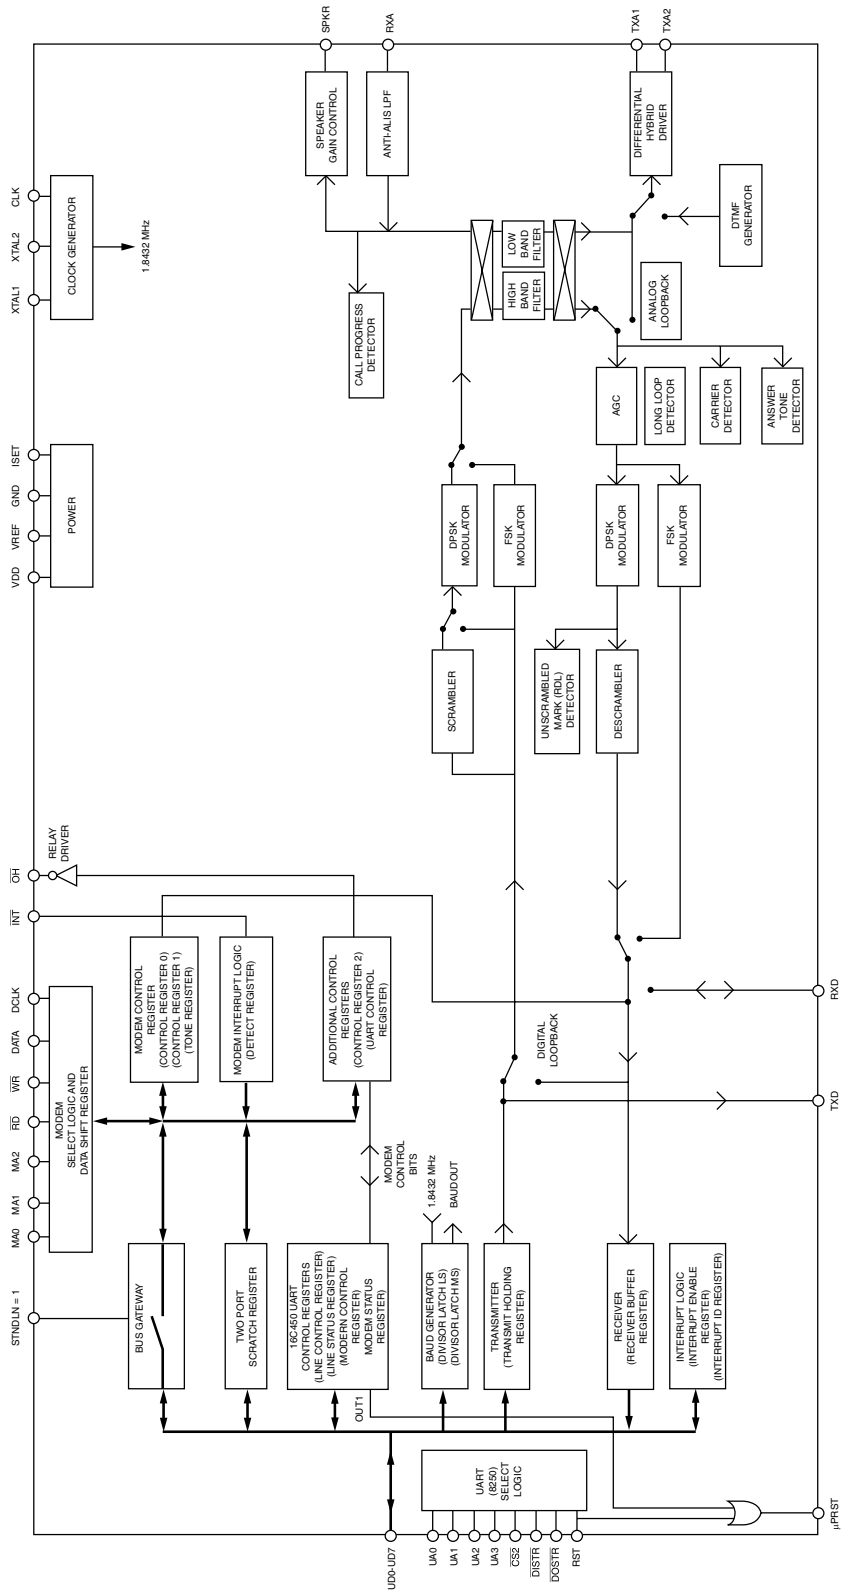 STNDLN = 1
MA0
MA1
MA2
RD
WR
DATA
DCLK
INT
OH
VDD
VREF
GND
ISET
XTAL1
XTAL2
CLK
MODEM
SELECT LOGIC AND
DATA SHIFT REGISTER
RELAY
DRIVER
POWER
CLOCK GENERATOR
1.8432 MHz
BUS GATEWAY
MODEM CONTROL
REGISTER
(CONTROL REGISTER 0)
(CONTROL REGISTER 1)
(TONE REGISTER)
TWO PORT
SCRATCH REGISTER
MODEM INTERRUPT LOGIC
(DETECT REGISTER)
16C450 UART
CONTROL REGISTERS
(LINE CONTROL REGISTER)
(LINE STATUS REGISTER)
(MODERN CONTROL
REGISTER)
MODEM STATUS
REGISTER)
OUT1
ADDITIONAL CONTROL
REGISTERS
(CONTROL REGISTER 2)
(UART CONTROL
REGISTER)
MODEM
CONTROL
BITS
SPEAKER
GAIN CONTROL
SPKR
ANTI-ALIS LPF
RXA
CALL PROGRESS
DETECTOR
UD0-UD7
UA0
UA1
UA2
UA3
CS2
DISTR
DOSTR
RST
UART
(8250)
SELECT
LOGIC
BAUD GENERATOR
(DIVISOR LATCH LS)
(DIVISOR LATCH MS)
1.8432 MHz
BAUDOUT
TRANSMITTER
(TRANSMIT HOLDING
REGISTER)
DIGITAL
LOOPBACK
SCRAMBLER
DPSK
MODULATOR
FSK
MODULATOR
HIGH
BAND
FILTER
LOW
BAND
FILTER
RECEIVER
(RECEIVER BUFFER
REGISTER)
UNSCRAMBLED
MARK (RDL)
DETECTOR
DESCRAMBLER
DPSK
MODULATOR
FSK
MODULATOR
AGC
LONG LOOP
DETECTOR
CARRIER
DETECTOR
ANSWER
TONE
DETECTOR
ANALOG
LOOPBACK
DIFFERENTIAL
HYBRID
DRIVER
TXA1
TXA2
DTMF
GENERATOR
INTERRUPT LOGIC
(INTERRUPT ENABLE
REGISTER)
(INTERRUPT ID REGISTER)
µPRST
TXD
RXD